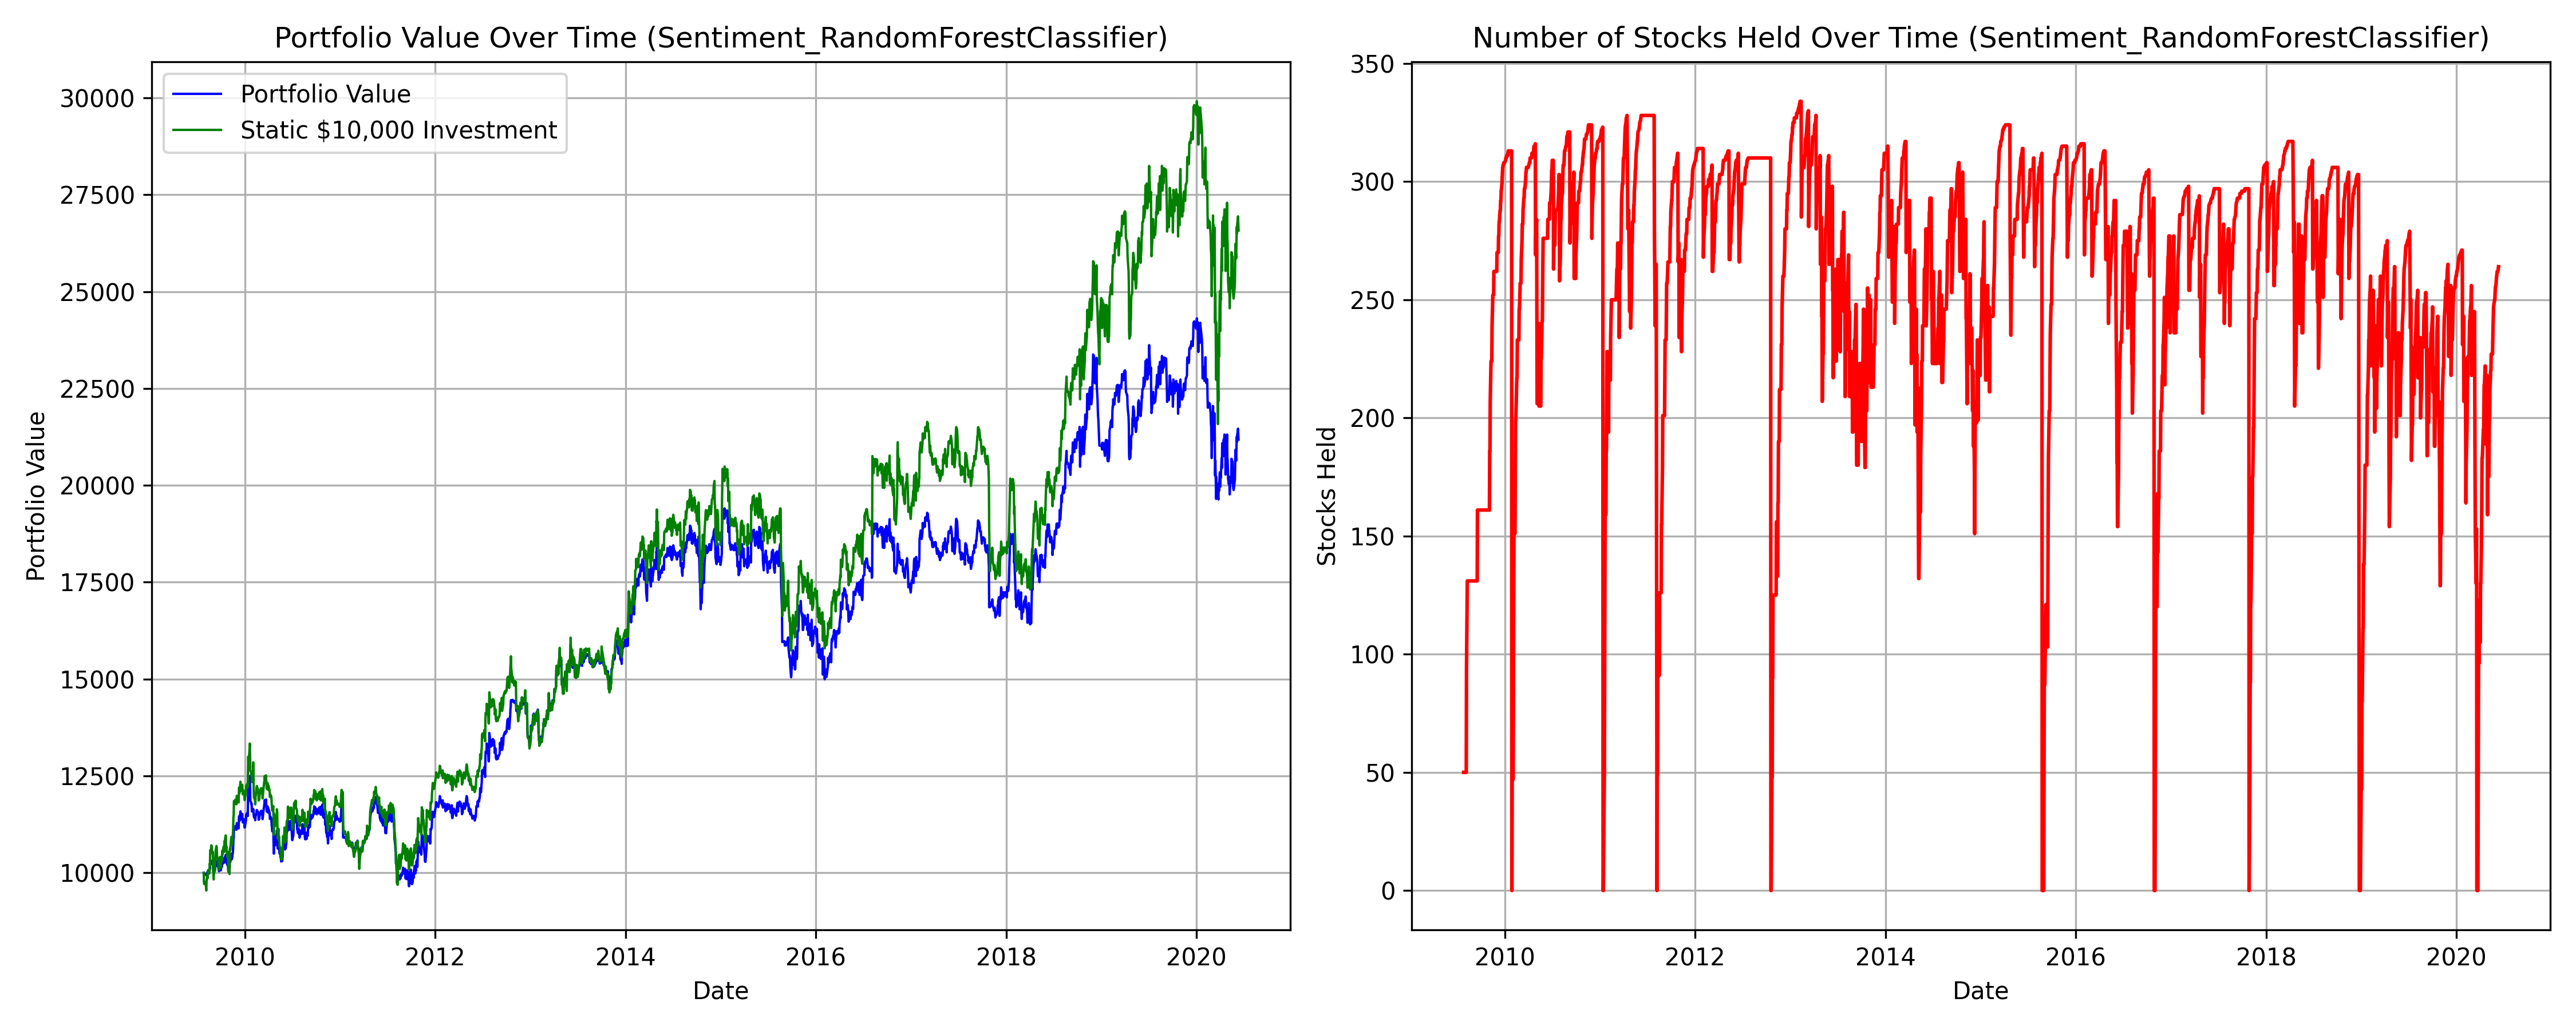 Portfolio Value Over Time (Sentiment_RandomForestClassifier)
Portfolio Value
Static $10,000 Investment
30000
27500
25000
22500
20000
17500
15000
12500
10000
Portfolio Value
2010 2012 2014 2016 2018 2020
Date
Number of Stocks Held Over Time (Sentiment_RandomForestClassifier)
350
300
250
200
150
100
50
0
Stocks Held
2010 2012 2014 2016 2018 2020
Date